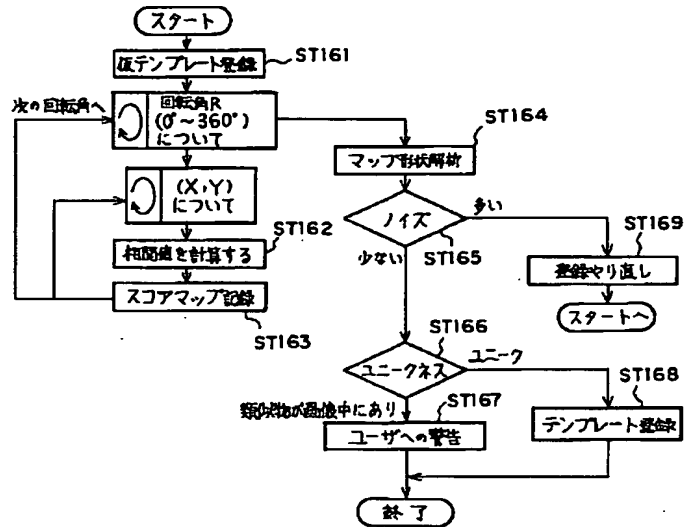 スタート
仮テンプレート登録
ST161
次の回転角へ
回転角R
(0°~360°)
について
(X,Y)
について
ST162
相関値を計算する
スコアマップ記録
ST163
ST164
マップ形状解析
ノイズ
多い
ST165
少ない
ST169
登録やり直し
スタートへ
ST166
ユニークネス
ユニーク
類似物が画像中にあり
ST167
ユーザへの警告
ST168
テンプレート登録
終了